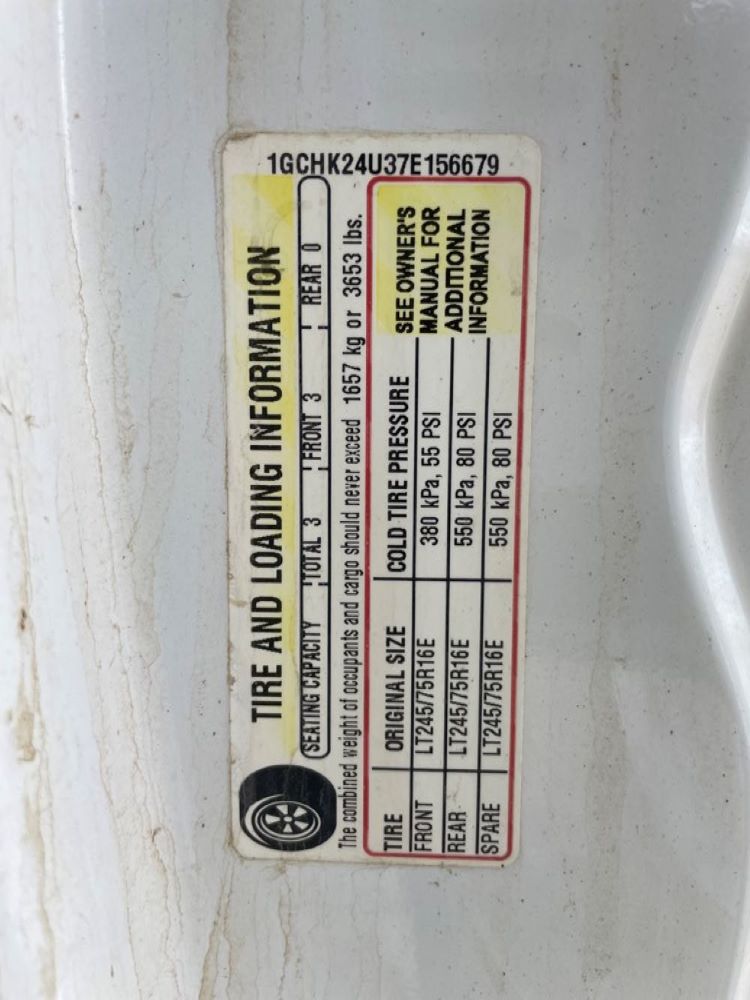 1GCHK24U37E156679
TIRE AND LOADING INFORMATION
SEATING CAPACITY TOTAL 3 FRONT 3 REAR 0
The combined weight of occupants and cargo should never exceed 1657 kg or 3653 lbs.
TIRE ORIGINAL SIZE COLD TIRE PRESSURE
FRONT LT245/75R16E 380 kPa, 55 PSI
REAR LT245/75R16E 550 kPa, 80 PSI
SPARE LT245/75R16E 550 kPa, 80 PSI
SEE OWNER'S
MANUAL FOR
ADDITIONAL
INFORMATION